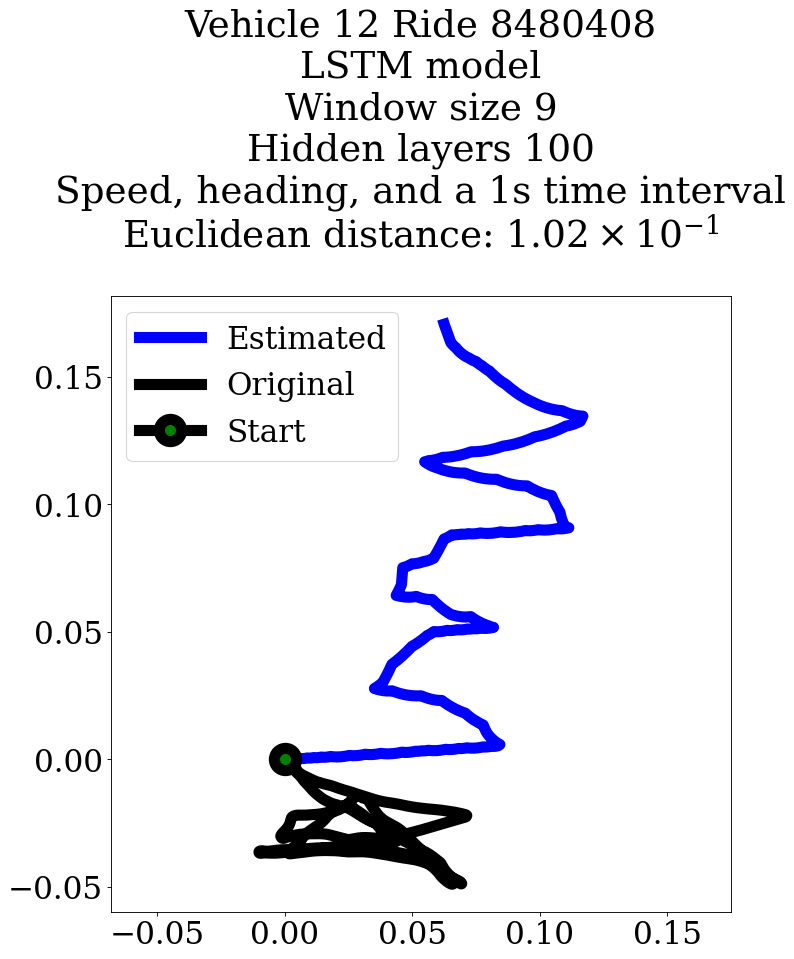 Vehicle 12 Ride 8480408
LSTM model
Window size 9
Hidden layers 100
Speed, heading, and a 1s time interval
Euclidean distance: 1.02 × 10⁻¹
Estimated
Original
Start
0.15
0.10
0.05
0.00
−0.05
−0.05 0.00 0.05 0.10 0.15